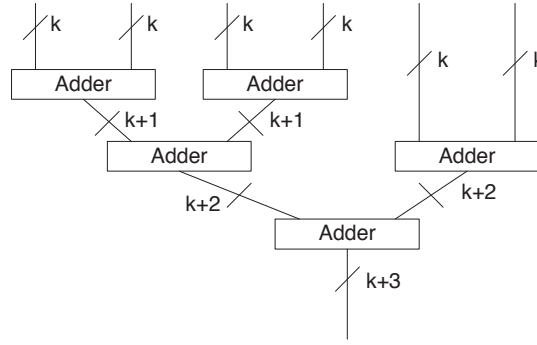 k k k k
k k
Adder Adder
k+1 k+1
Adder Adder
k+2 k+2
Adder
k+3